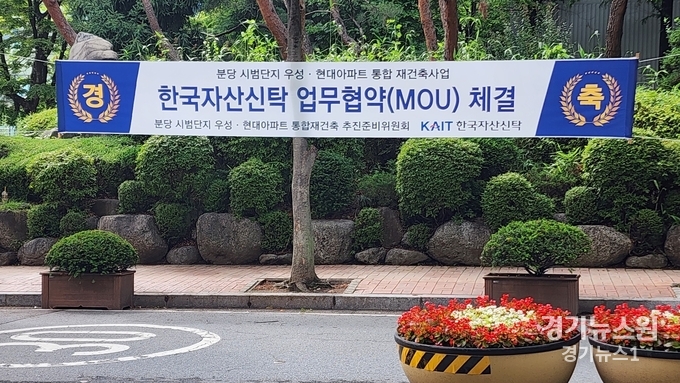 분당 시범단지 우성 · 현대아파트 통합 재건축사업
경 한국자산신탁 업무협약(MOU) 체결 축
분당 시범단지 우성 · 현대아파트 통합재건축 추진준비위원회 KAIT 한국자산신탁
경기뉴스원
경기뉴스1